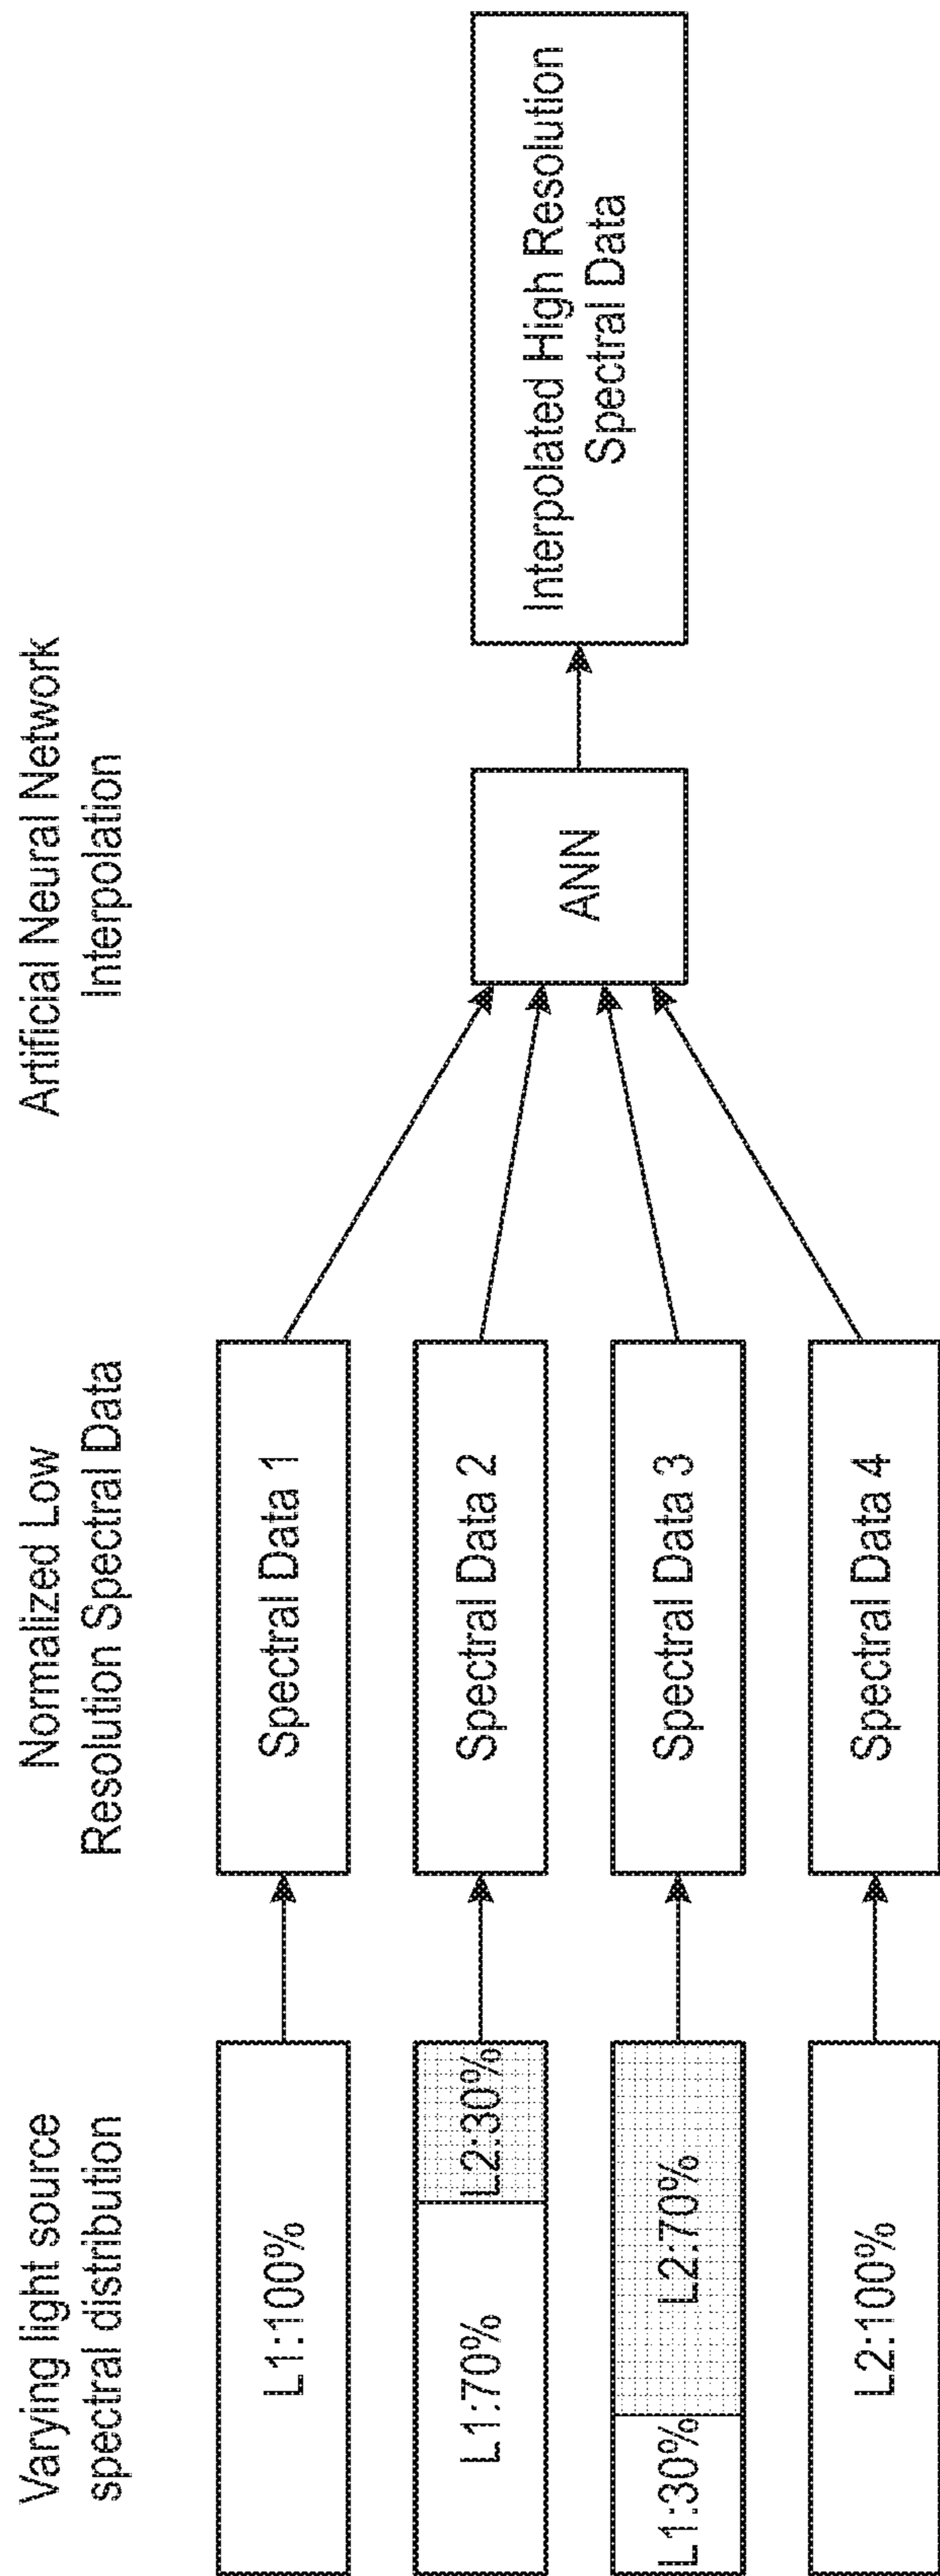 Varying light source
spectral distribution
Normalized Low
Resolution Spectral Data
Artificial Neural Network
Interpolation
L1:100%
Spectral Data 1
L1:70%
L2:30%
Spectral Data 2
L1:30%
L2:70%
Spectral Data 3
L2:100%
Spectral Data 4
ANN
Interpolated High Resolution
Spectral Data